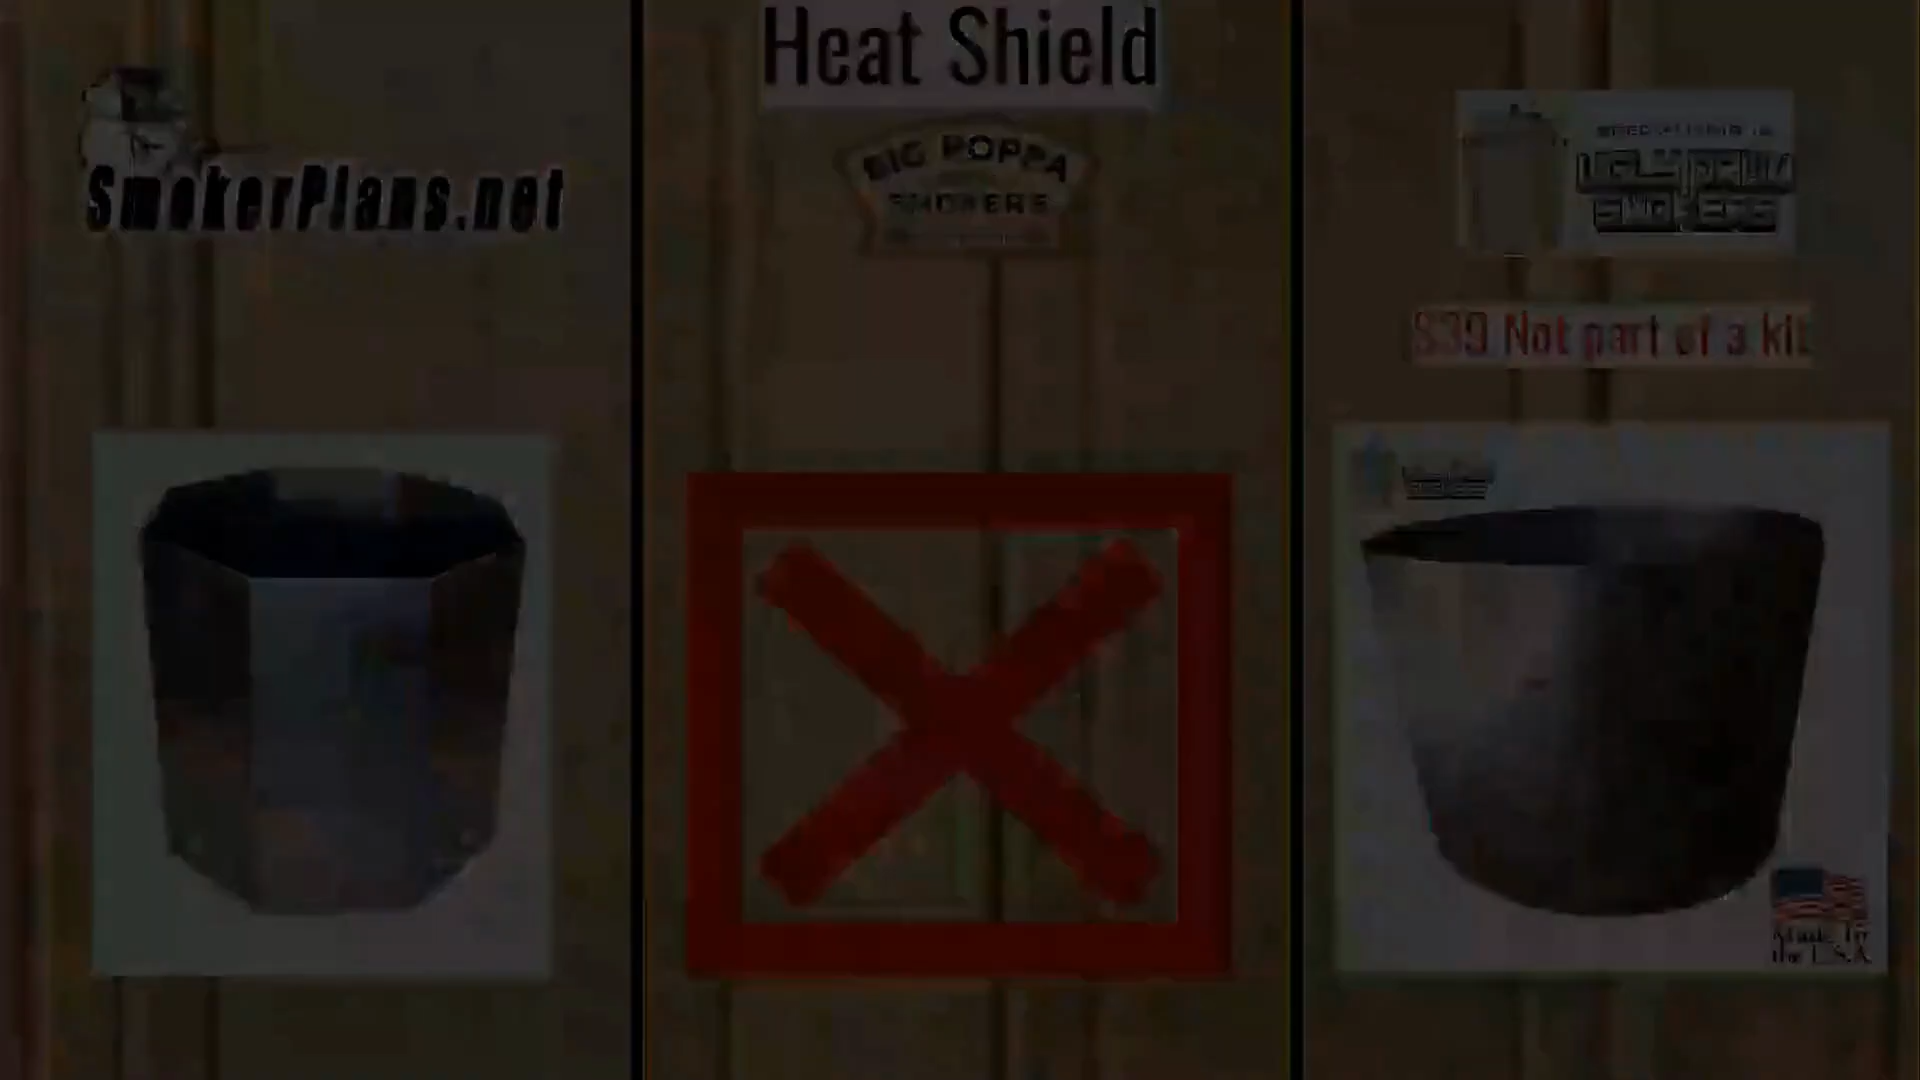 Heat Shield
SmokerPlans.net
BIG POPPA
SMOKERS
UGLY DRUM
SMOKERS
$39 Not part of a kit
Made In
the U.S.A